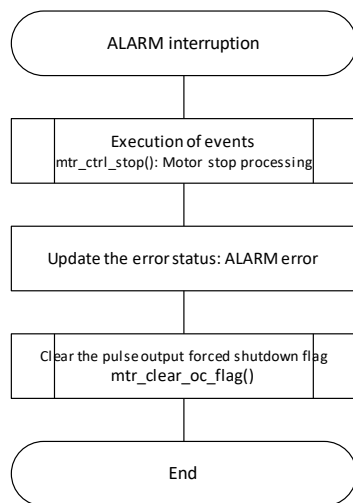 ALARM interruption
Execution of events
mtr_ctrl_stop(): Motor stop processing
Update the error status: ALARM error
Clear the pulse output forced shutdown flag
mtr_clear_oc_flag()
End